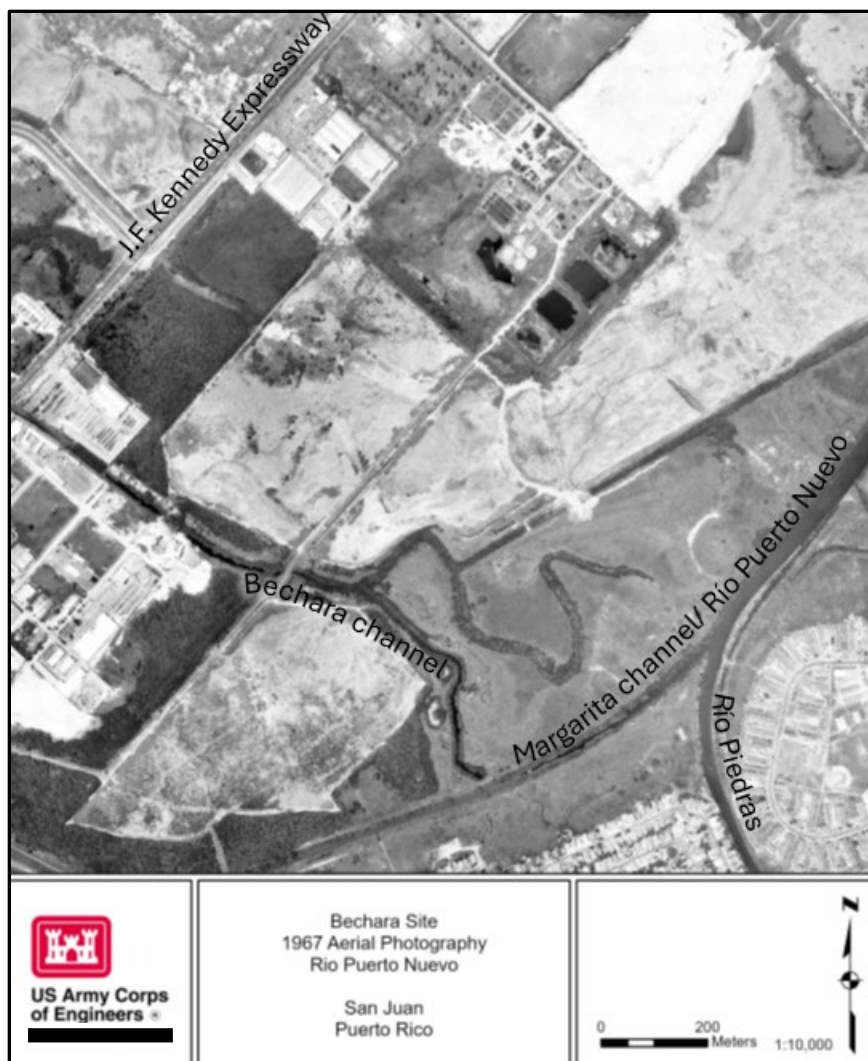 J.F. Kennedy Expressway
Bechara channel
Margarita channel/ Río Puerto Nuevo
Río Piedras
US Army Corps
of Engineers ®
Bechara Site
1967 Aerial Photography
Rio Puerto Nuevo
San Juan
Puerto Rico
N
0 200
Meters 1:10,000